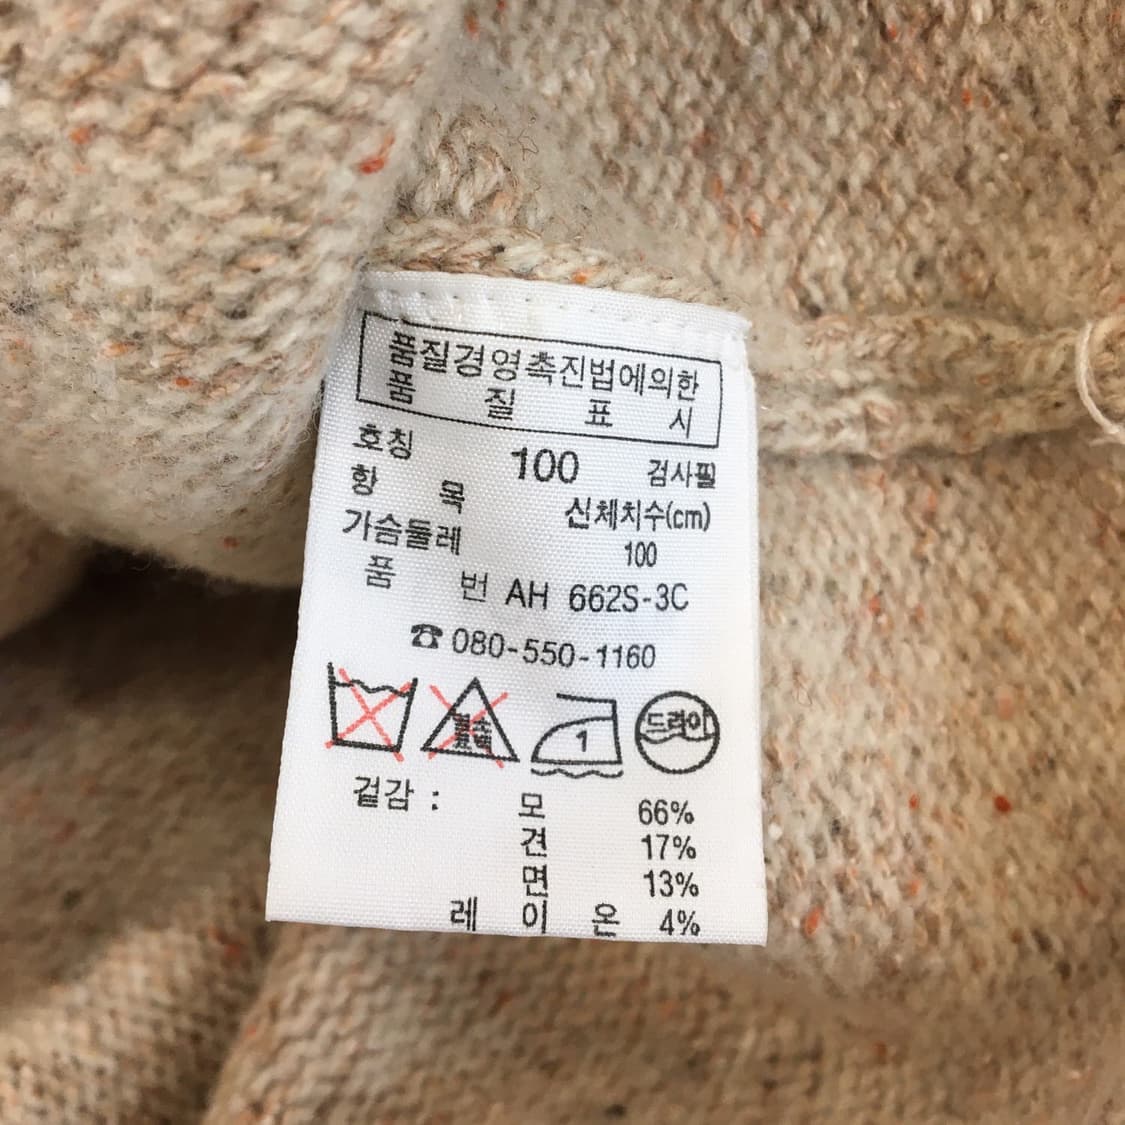 품질경영촉진법에의한
품 질 표 시
호칭 100 검사필
항 목 신체치수(cm)
가슴둘레 100
품 번 AH 662S-3C
☎ 080-550-1160
염소
표백
1
드라이
겉감 : 모 66%
견 17%
면 13%
레 이 온 4%